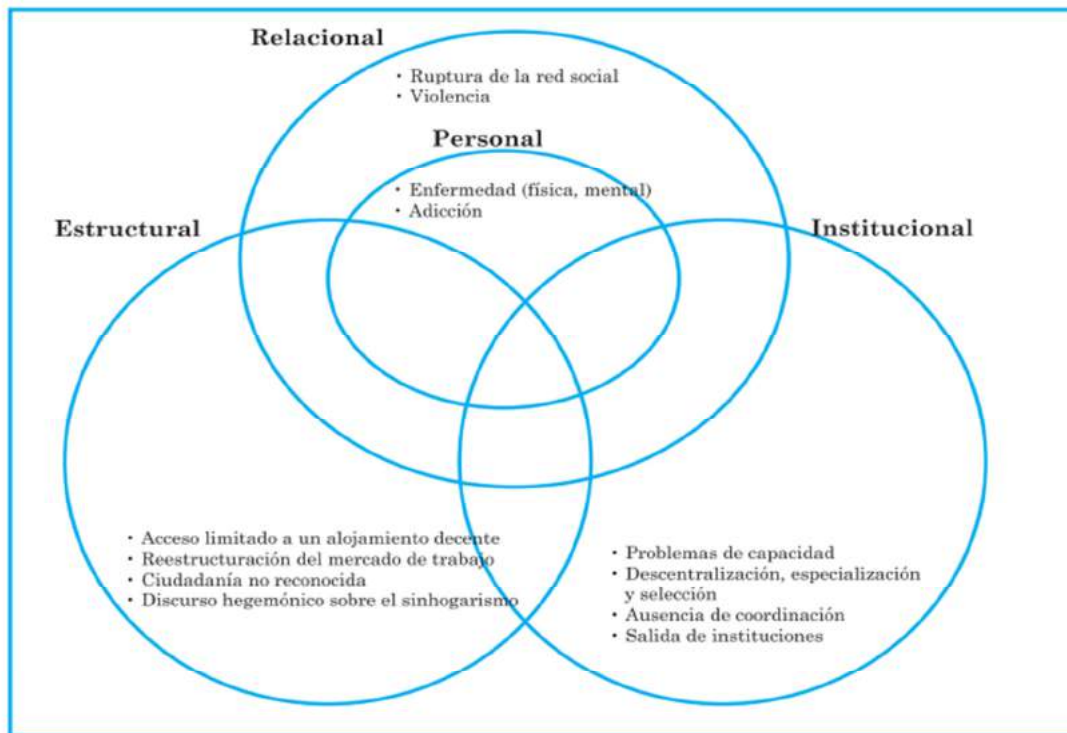 Relacional
• Ruptura de la red social
• Violencia
Personal
• Enfermedad (física, mental)
• Adicción
Estructural
Institucional
• Acceso limitado a un alojamiento decente
• Reestructuración del mercado de trabajo
• Ciudadanía no reconocida
• Discurso hegemónico sobre el sinhogarismo
• Problemas de capacidad
• Descentralización, especialización
y selección
• Ausencia de coordinación
• Salida de instituciones